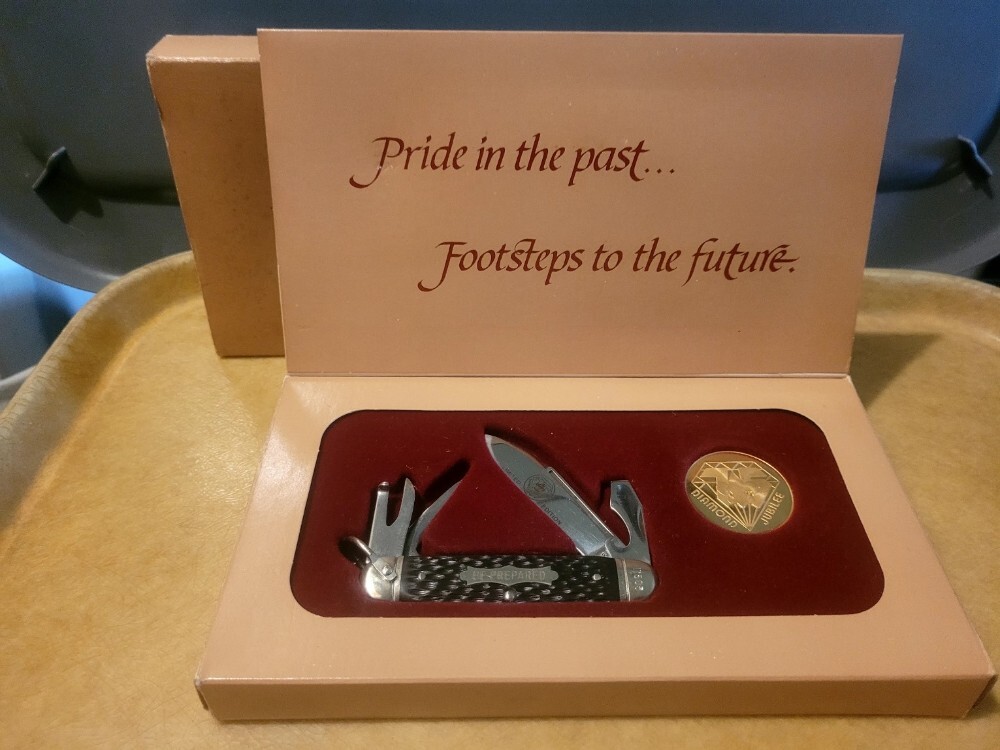 Pride in the past...
Footsteps to the future.
BE PREPARED
DIAMOND
JUBILEE